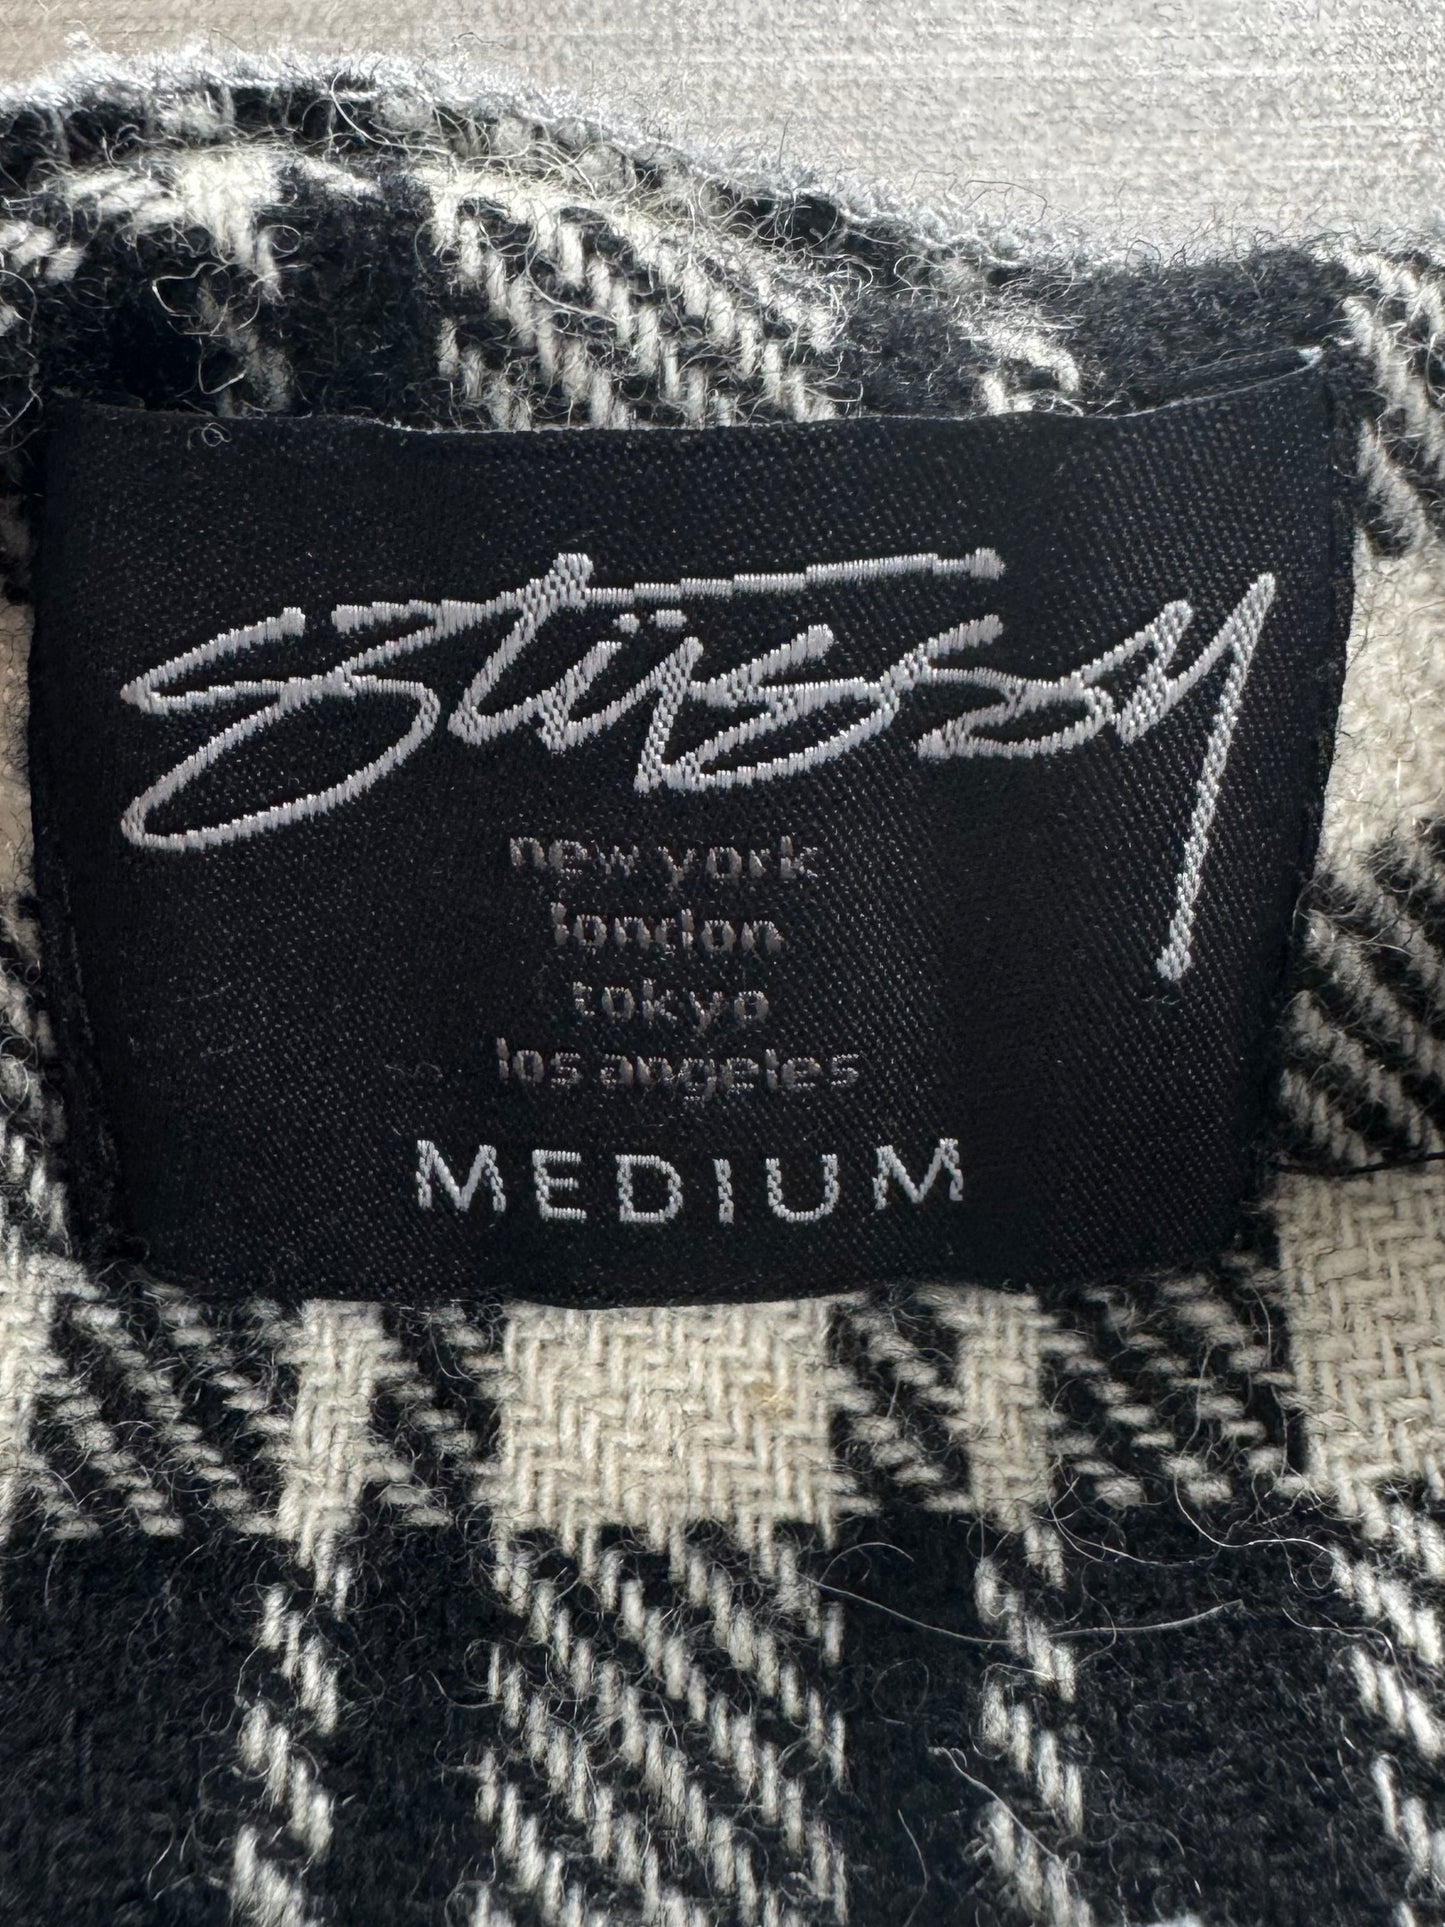 Stüssy
new york
london
tokyo
los angeles
MEDIUM